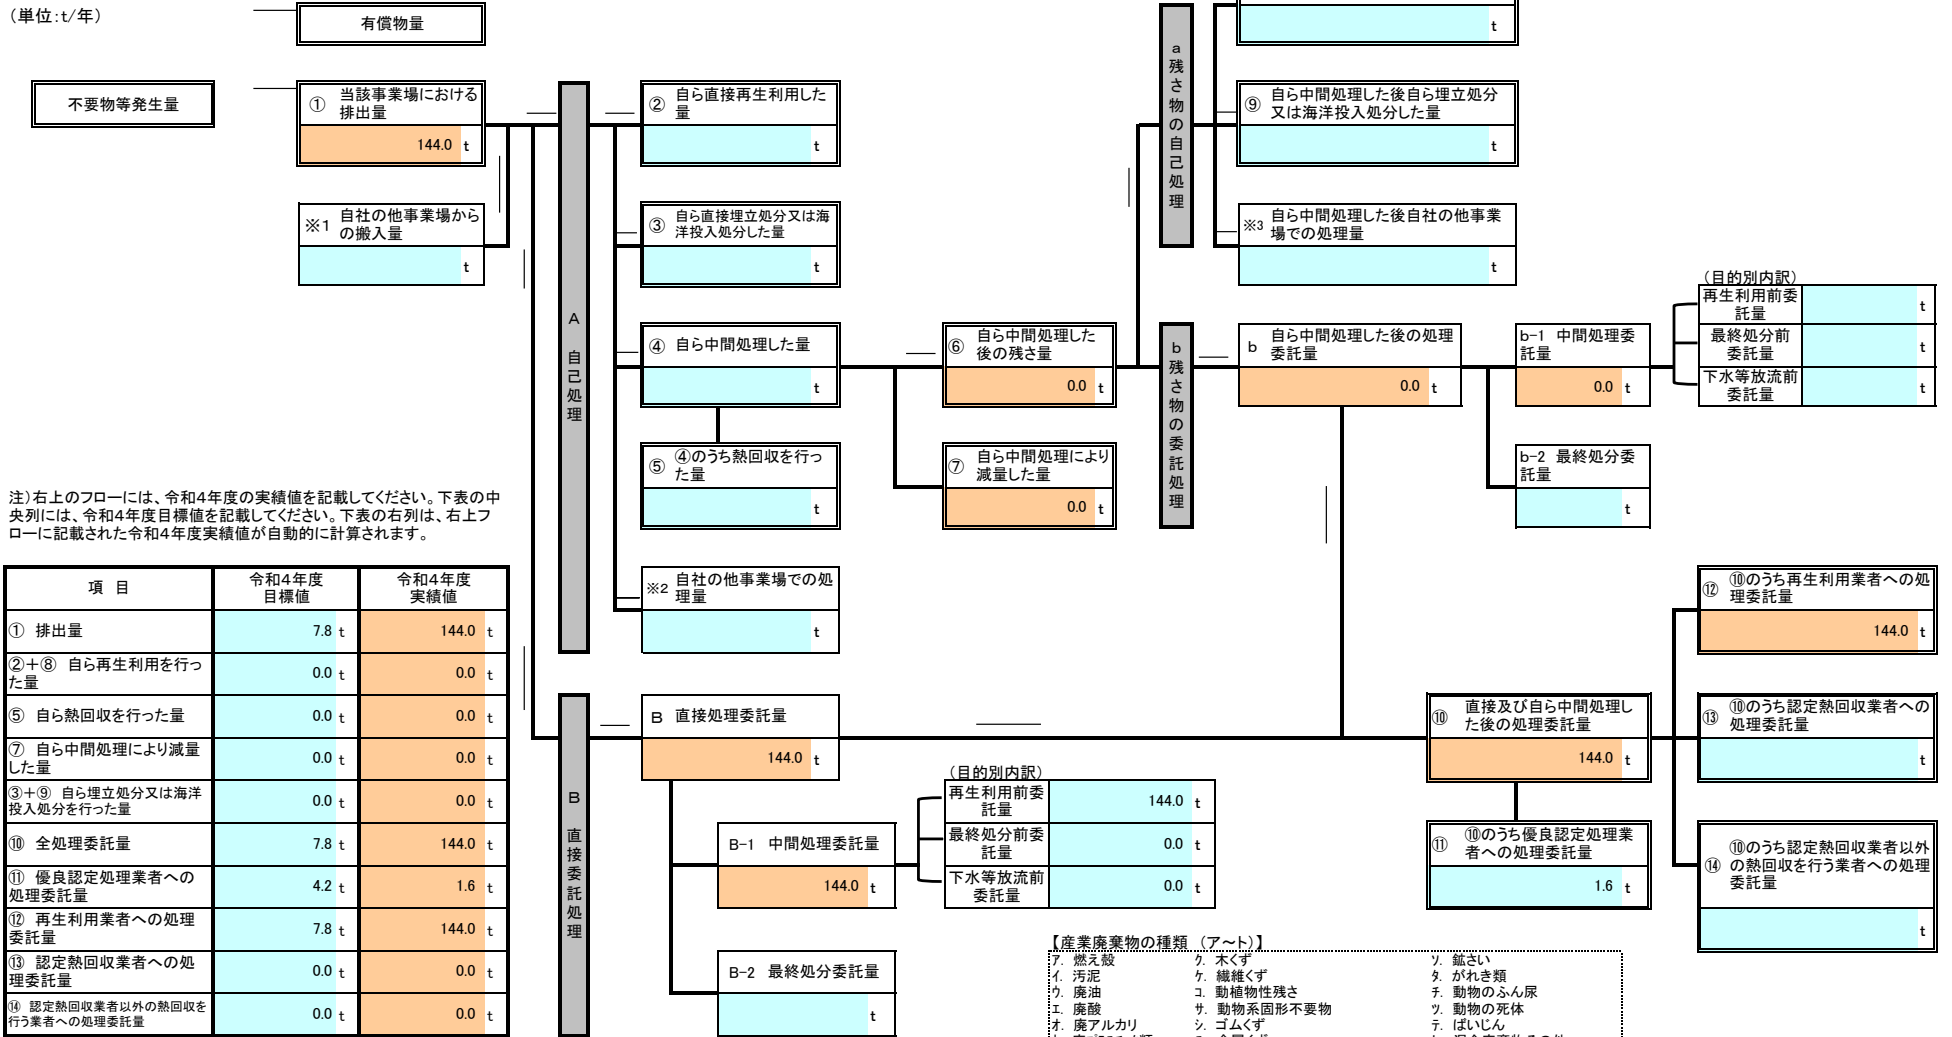 (単位:t/年)
有償物量
不要物等発生量
① 当該事業場における
排出量
144.0 t
※1 自社の他事業場から
の搬入量
t
A 自己処理
② 自ら直接再生利用した
量
t
③ 自ら直接埋立処分又は海
洋投入処分した量
t
④ 自ら中間処理した量
t
⑤ ④のうち熱回収を行っ
た量
t
※2 自社の他事業場での処
理量
t
⑥ 自ら中間処理した
後の残さ量
0.0 t
⑦ 自ら中間処理により
減量した量
0.0 t
a 残さ物の自己処理
t
⑨ 自ら中間処理した後自ら埋立処分
又は海洋投入処分した量
t
※3 自ら中間処理した後自社の他事業
場での処理量
t
b 残さ物の委託処理
b 自ら中間処理した後の処理
委託量
0.0 t
b-1 中間処理委
託量
0.0 t
b-2 最終処分委
託量
t
(目的別内訳)
再生利用前委
託量
t
最終処分前
委託量
t
下水等放流前
委託量
t
注)右上のフローには、令和4年度の実績値を記載してください。下表の中
央列には、令和4年度目標値を記載してください。下表の右列は、右上フ
ローに記載された令和4年度実績値が自動的に計算されます。
項 目 令和4年度
目標値 令和4年度
実績値
① 排出量 7.8 t 144.0 t
②+⑧ 自ら再生利用を行っ
た量 0.0 t 0.0 t
⑤ 自ら熱回収を行った量 0.0 t 0.0 t
⑦ 自ら中間処理により減量
した量 0.0 t 0.0 t
③+⑨ 自ら埋立処分又は海洋
投入処分を行った量 0.0 t 0.0 t
⑩ 全処理委託量 7.8 t 144.0 t
⑪ 優良認定処理業者への
処理委託量 4.2 t 1.6 t
⑫ 再生利用業者への処理
委託量 7.8 t 144.0 t
⑬ 認定熱回収業者への処
理委託量 0.0 t 0.0 t
⑭ 認定熱回収業者以外の熱回収を
行う業者への処理委託量 0.0 t 0.0 t
B 直接委託処理
B 直接処理委託量
144.0 t
B-1 中間処理委託量
144.0 t
B-2 最終処分委託量
t
(目的別内訳)
再生利用前委
託量
144.0 t
最終処分前委
託量
0.0 t
下水等放流前
委託量
0.0 t
⑩ 直接及び自ら中間処理し
た後の処理委託量
144.0 t
⑪ ⑩のうち優良認定処理業
者への処理委託量
1.6 t
⑫ ⑩のうち再生利用業者への処
理委託量
144.0 t
⑬ ⑩のうち認定熱回収業者への
処理委託量
t
⑭ ⑩のうち認定熱回収業者以外
の熱回収を行う業者への処理
委託量
t
【産業廃棄物の種類 (ア~ト)】
ア. 燃え殻 ク. 木くず ソ. 鉱さい
イ. 汚泥 ケ. 繊維くず タ. がれき類
ウ. 廃油 コ. 動植物性残さ チ. 動物のふん尿
エ. 廃酸 サ. 動物系固形不要物 ツ. 動物の死体
オ. 廃アルカリ シ. ゴムくず テ. ばいじん